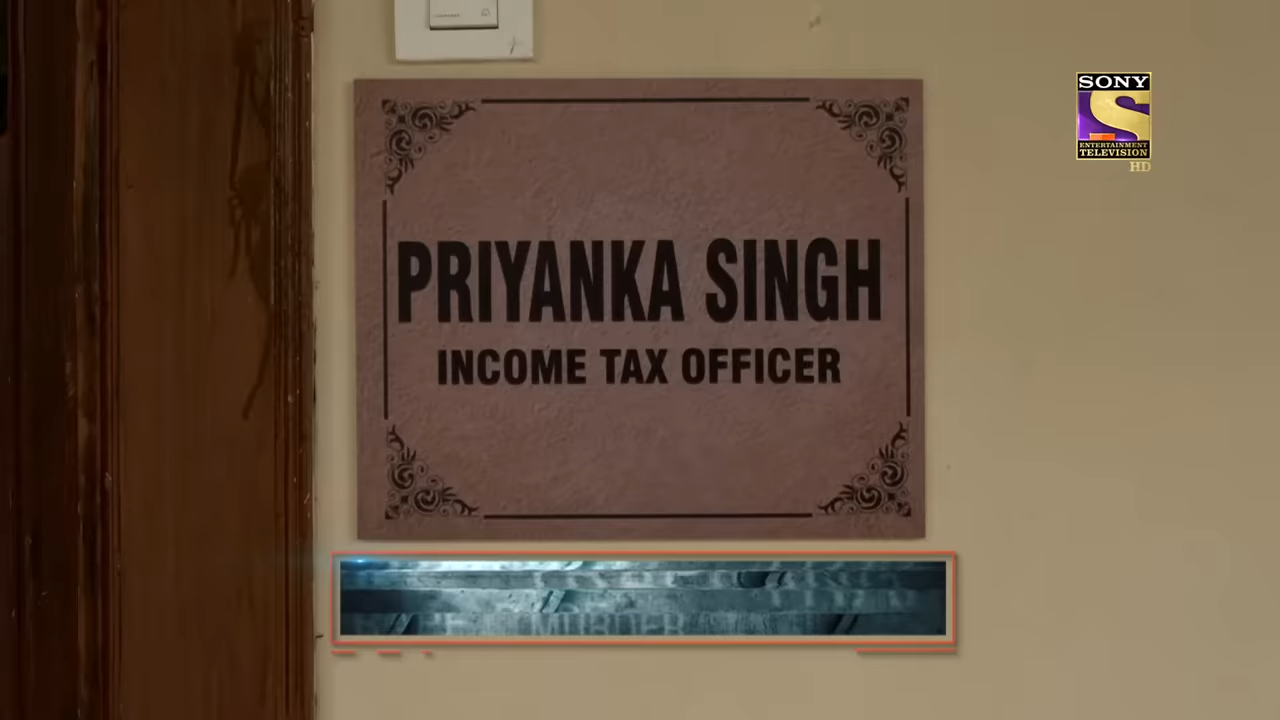 PRIYANKA SINGH
INCOME TAX OFFICER
SONY
ENTERTAINMENT
TELEVISION
HD